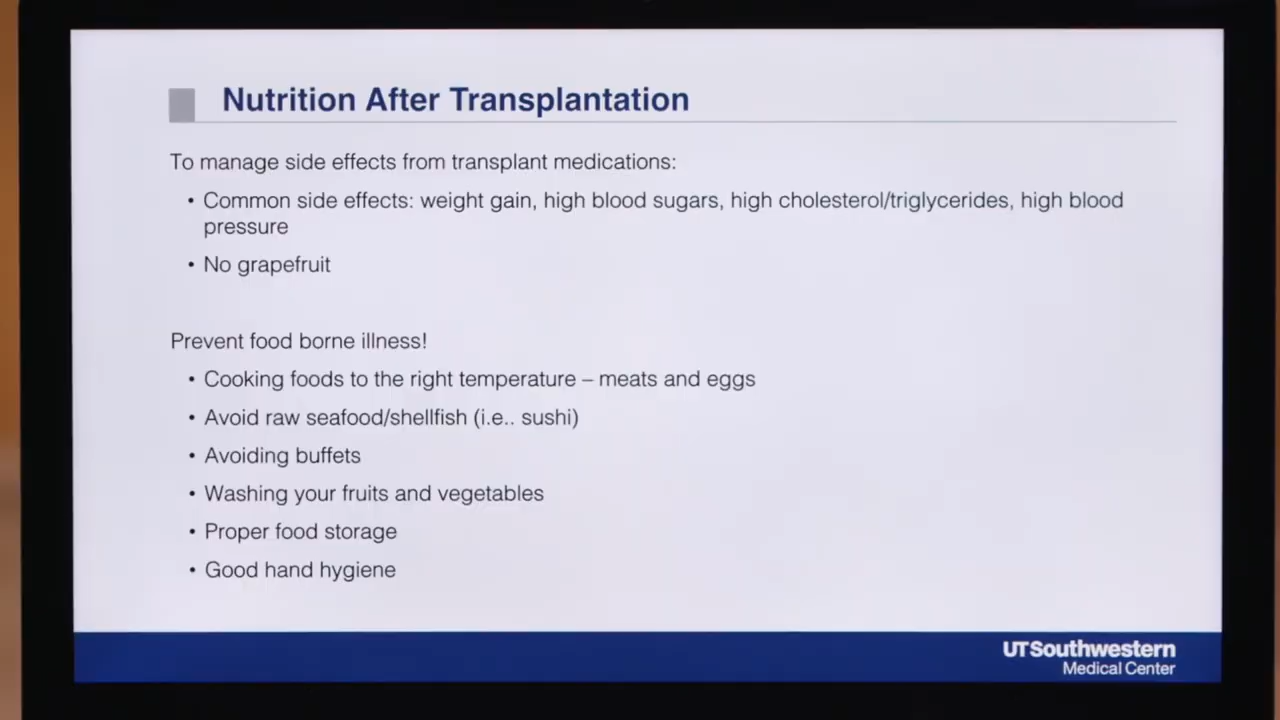 Nutrition After Transplantation
To manage side effects from transplant medications:
• Common side effects: weight gain, high blood sugars, high cholesterol/triglycerides, high blood
pressure
• No grapefruit
Prevent food borne illness!
• Cooking foods to the right temperature – meats and eggs
• Avoid raw seafood/shellfish (i.e.. sushi)
• Avoiding buffets
• Washing your fruits and vegetables
• Proper food storage
• Good hand hygiene
UTSouthwestern
Medical Center